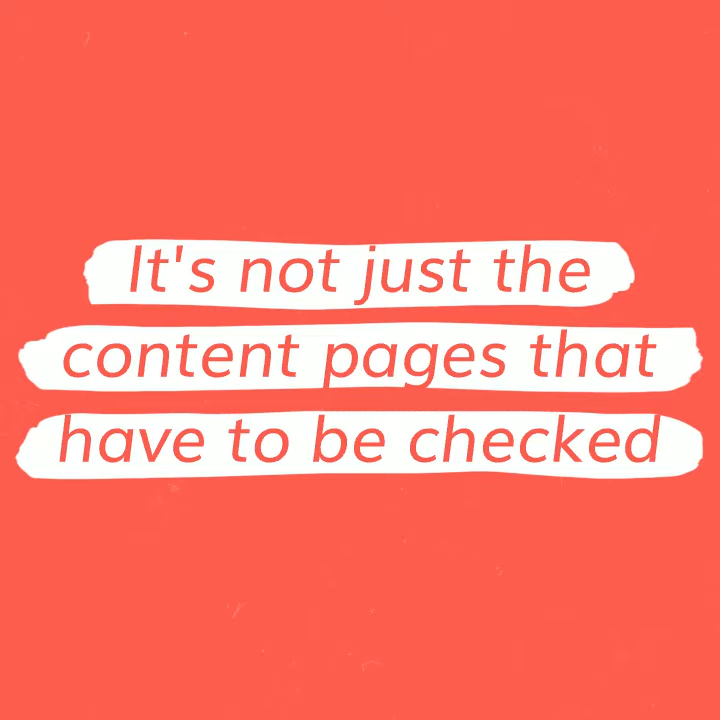 It's not just the
content pages that
have to be checked